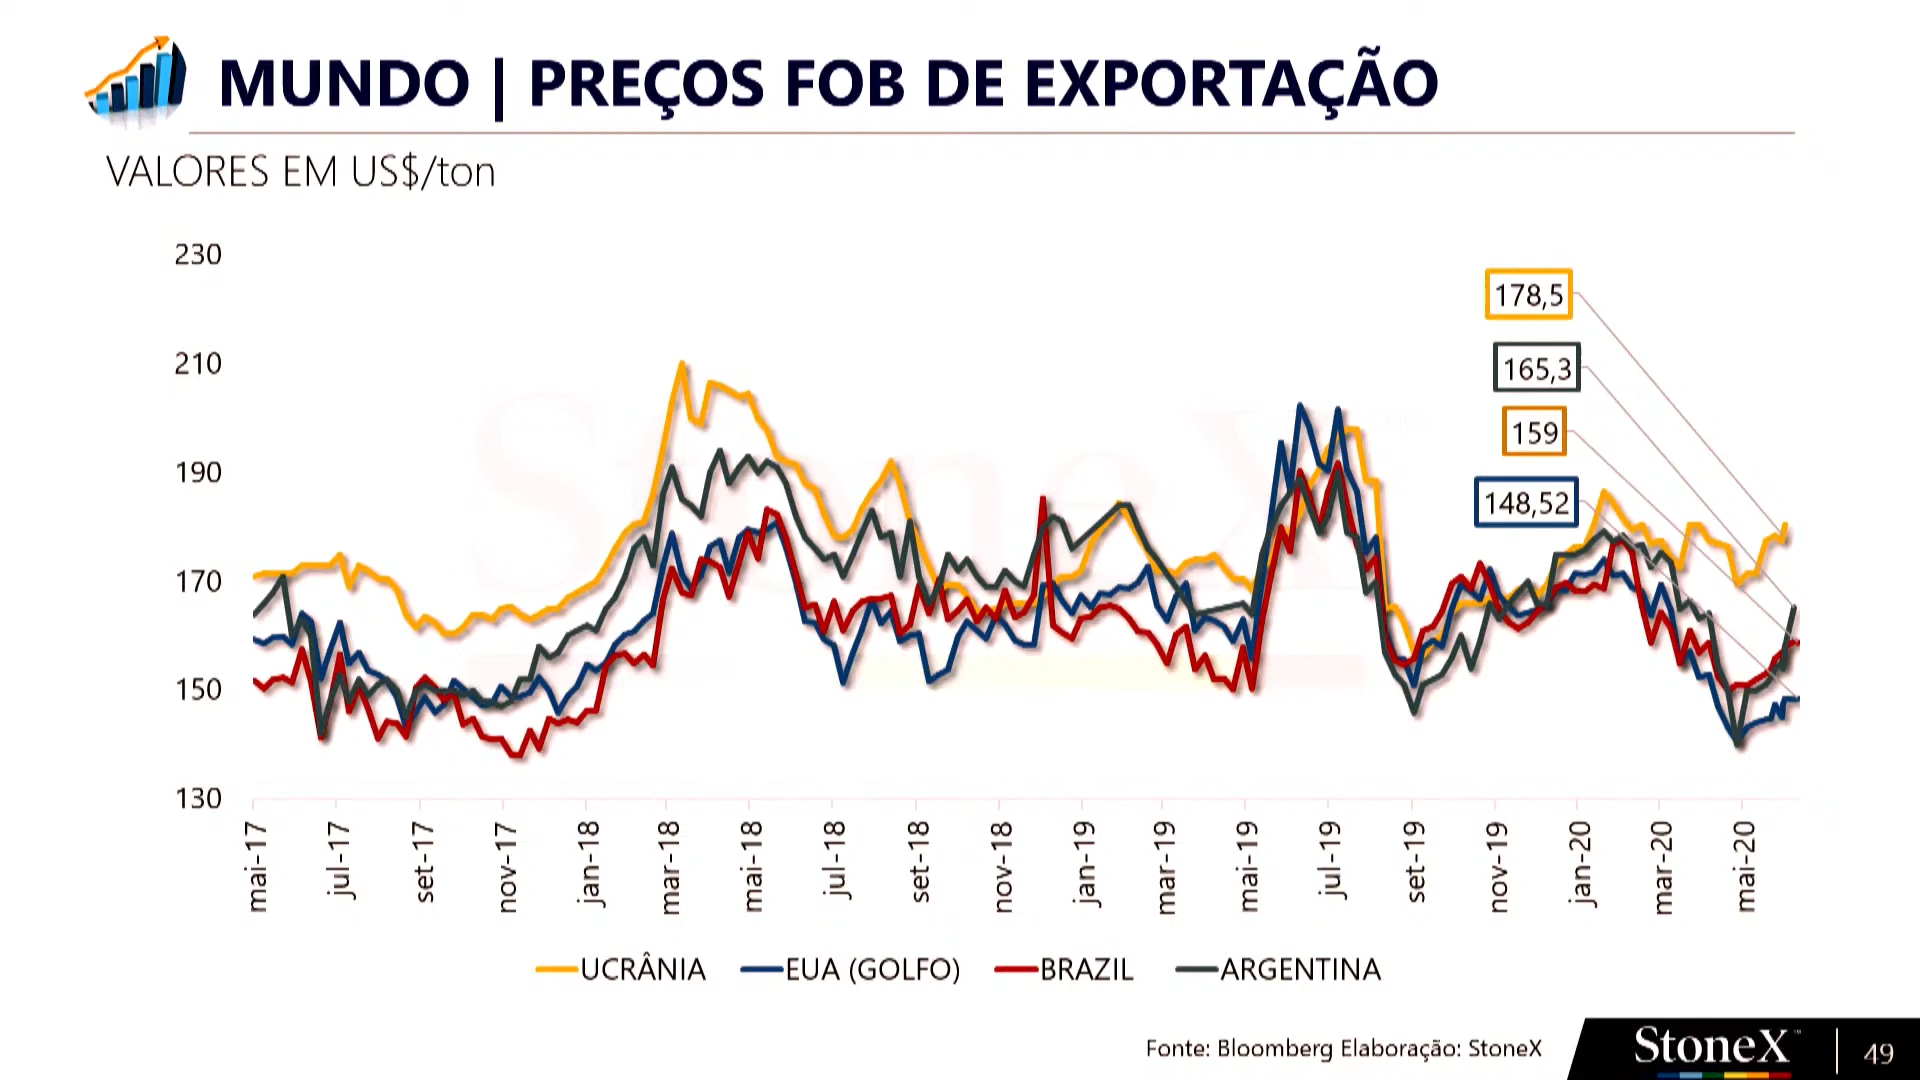 MUNDO | PREÇOS FOB DE EXPORTAÇÃO
VALORES EM US$/ton
230
210
190
170
150
130
178,5
165,3
159
148,52
StoneX
mai-17
jul-17
set-17
nov-17
jan-18
mar-18
mai-18
jul-18
set-18
nov-18
jan-19
mar-19
mai-19
jul-19
set-19
nov-19
jan-20
mar-20
mai-20
UCRÂNIA EUA (GOLFO) BRAZIL ARGENTINA
Fonte: Bloomberg Elaboração: StoneX
StoneX™ 49